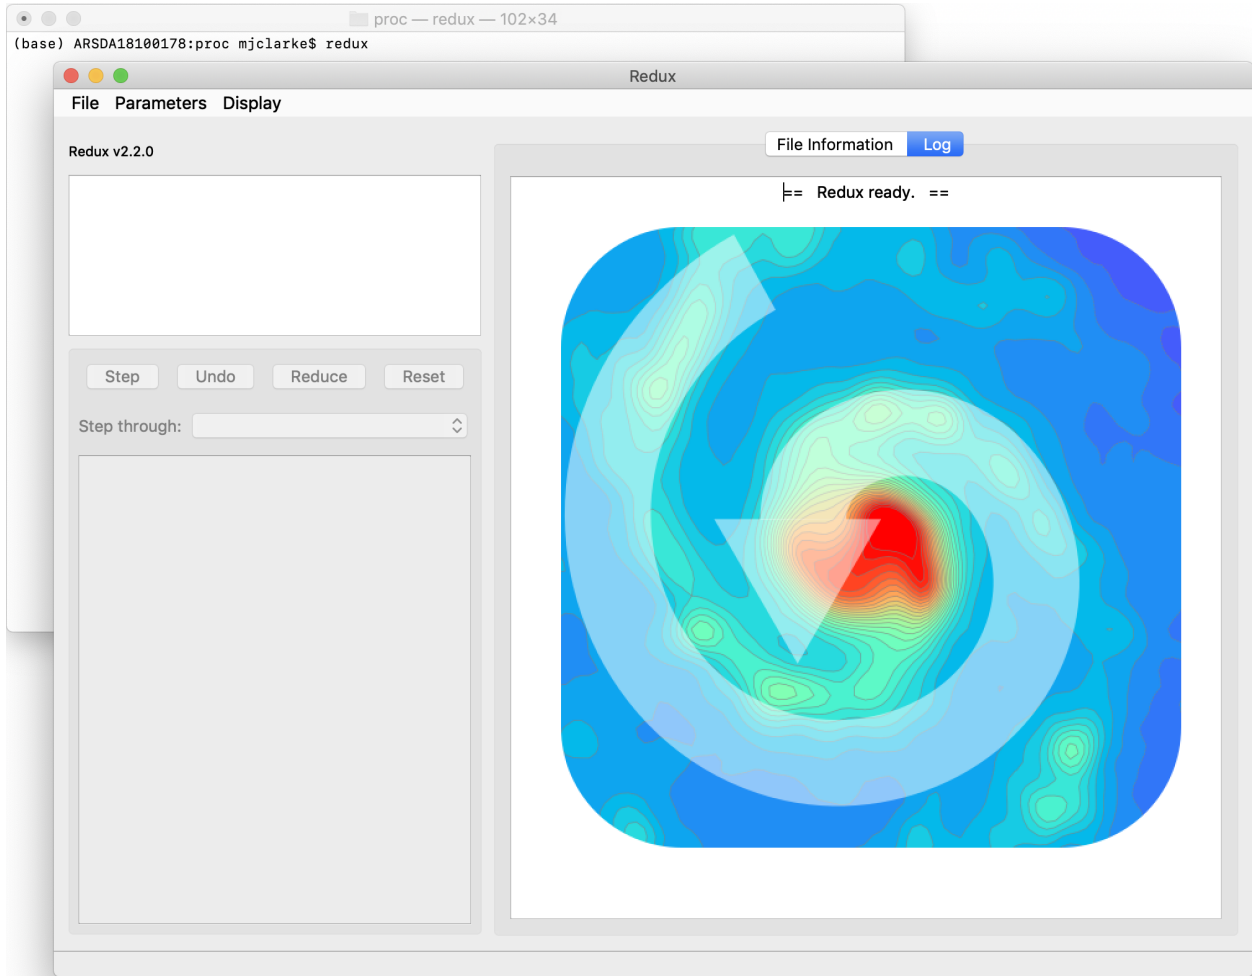 proc — redux — 102×34
(base) ARSDA18100178:proc mjclarke$ redux
Redux
File Parameters Display
Redux v2.2.0
File Information Log
== Redux ready. ==
Step Undo Reduce Reset
Step through: